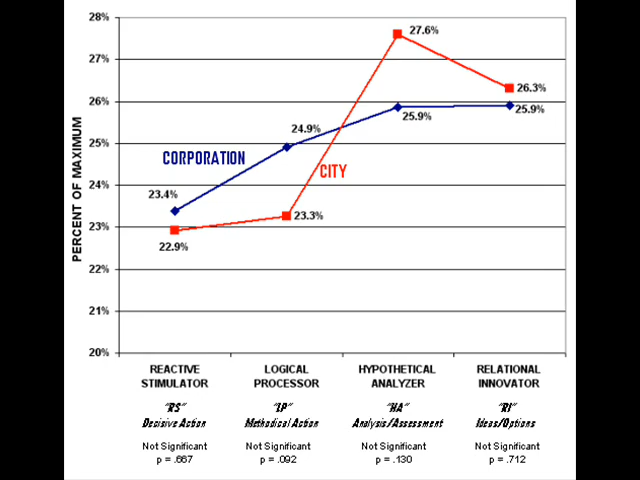 28%
27.6%
27%
26.3%
26%
25.9%
25.9%
PERCENT OF MAXIMUM
25%
24.9%
CORPORATION
CITY
24%
23.4%
23.3%
23%
22.9%
22%
21%
20%
REACTIVE STIMULATOR
"RS"
Decisive Action
Not Significant
p = .667
LOGICAL PROCESSOR
"LP"
Methodical Action
Not Significant
p = .092
HYPOTHETICAL ANALYZER
"HA"
Analysis/Assessment
Not Significant
p = .130
RELATIONAL INNOVATOR
"RI"
Ideas/Options
Not Significant
p = .712